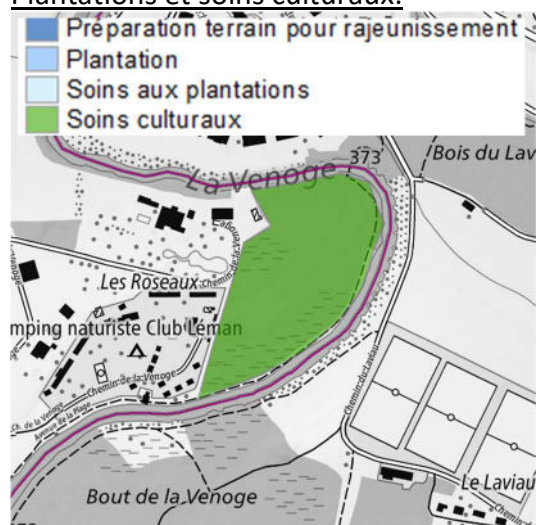 Plantations et soins culturaux:
Préparation terrain pour rajeunissement
Plantation
Soins aux plantations
Soins culturaux
373
Bois du Lav
La Venoge
Chemin de la Venoge
Les Roseaux
mping naturiste Club Léman
Chemin de la Venoge
Ch. de la Venoge
Avenue de la Plage
Chemin du Laviau
Le Laviau
Bout de la Venoge
Chemin du